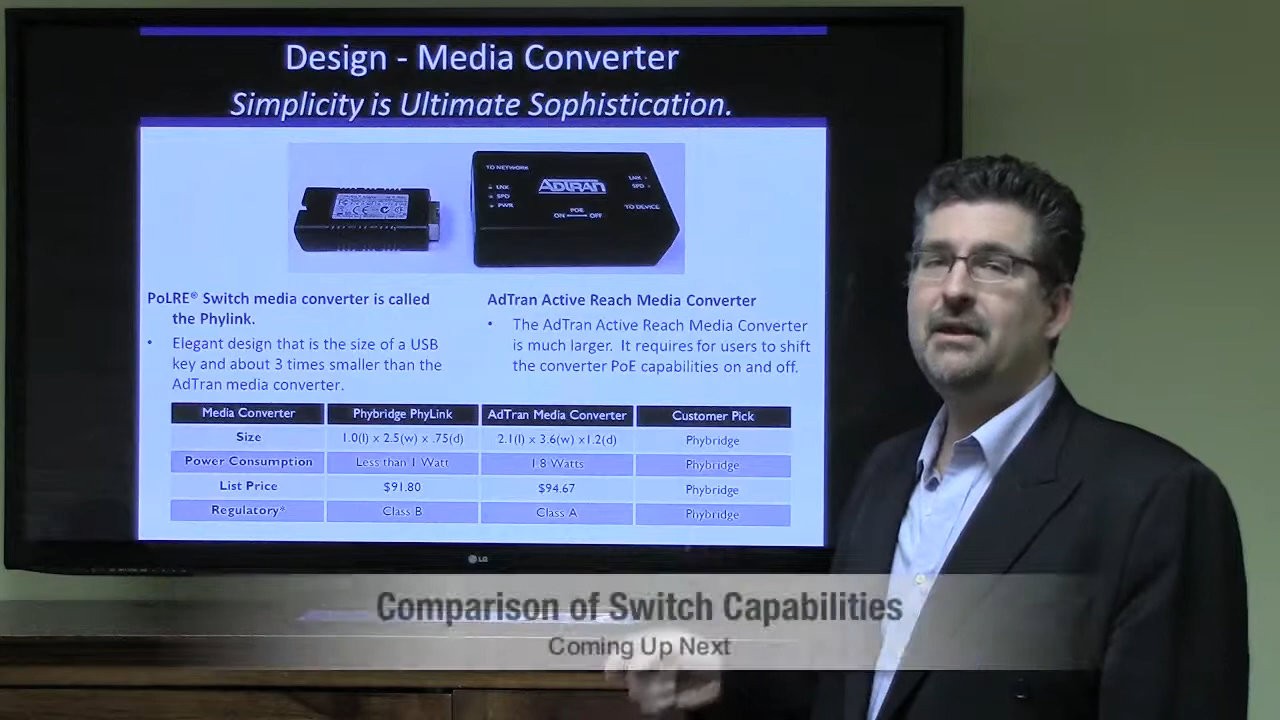 Design - Media Converter
Simplicity is Ultimate Sophistication.
TO NETWORK
LNK
SPD
PWR
ADTRAN
POE
ON OFF
LNK
SPD
TO DEVICE
PoLRE® Switch media converter is called
the Phylink.
• Elegant design that is the size of a USB
key and about 3 times smaller than the
AdTran media converter.
AdTran Active Reach Media Converter
• The AdTran Active Reach Media Converter
is much larger. It requires for users to shift
the converter PoE capabilities on and off.
Media Converter Phybridge PhyLink AdTran Media Converter Customer Pick
Size 1.0(l) x 2.5(w) x .75(d) 2.1(l) x 3.6(w) x1.2(d) Phybridge
Power Consumption Less than 1 Watt 1.8 Watts Phybridge
List Price $91.80 $94.67 Phybridge
Regulatory* Class B Class A Phybridge
LG
Comparison of Switch Capabilities
Coming Up Next